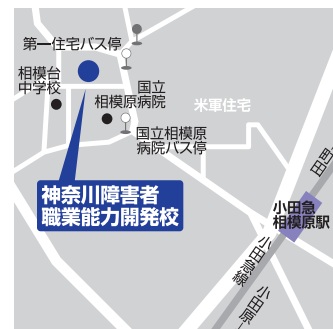 第一住宅バス停
相模台
中学校
国立
相模原
病院
米軍住宅
国立相模原
病院バス停
神奈川障害者
職業能力開発校
町田
小田急
相模原駅
小田急線
小田原へ